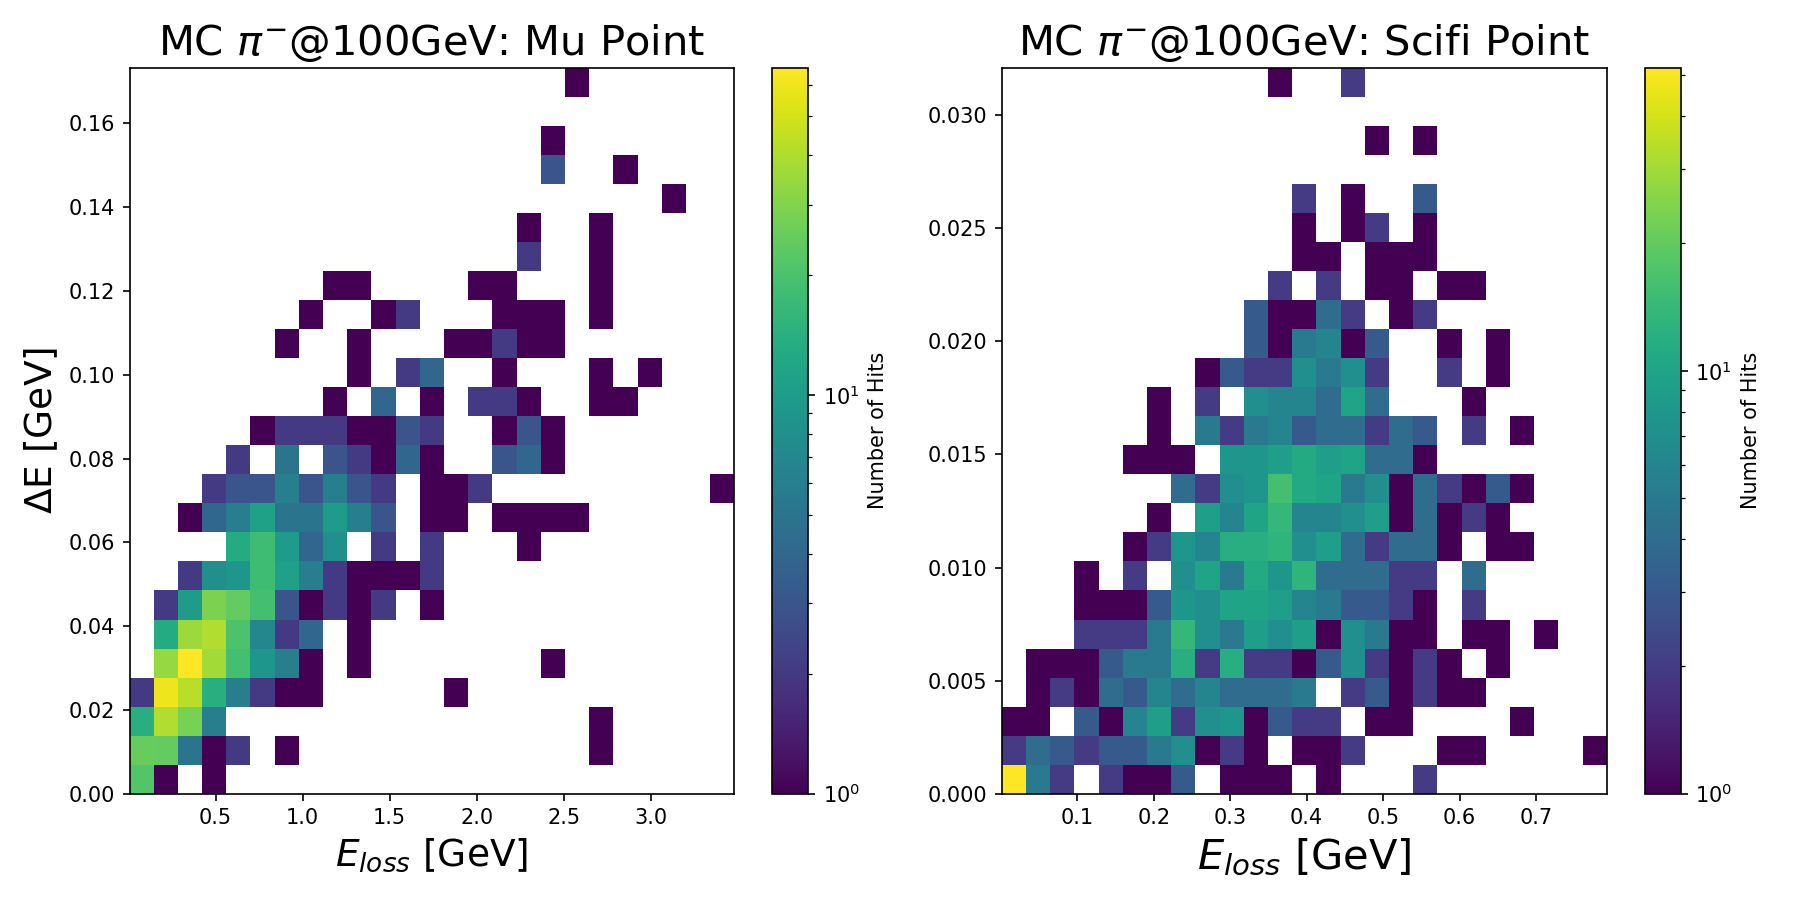 MC π⁻@100GeV: Mu Point
ΔE [GeV]
0.16
0.14
0.12
0.10
0.08
0.06
0.04
0.02
0.00
0.5 1.0 1.5 2.0 2.5 3.0
E_loss [GeV]
10¹
10⁰
Number of Hits
MC π⁻@100GeV: Scifi Point
0.030
0.025
0.020
0.015
0.010
0.005
0.000
0.1 0.2 0.3 0.4 0.5 0.6 0.7
E_loss [GeV]
10¹
10⁰
Number of Hits